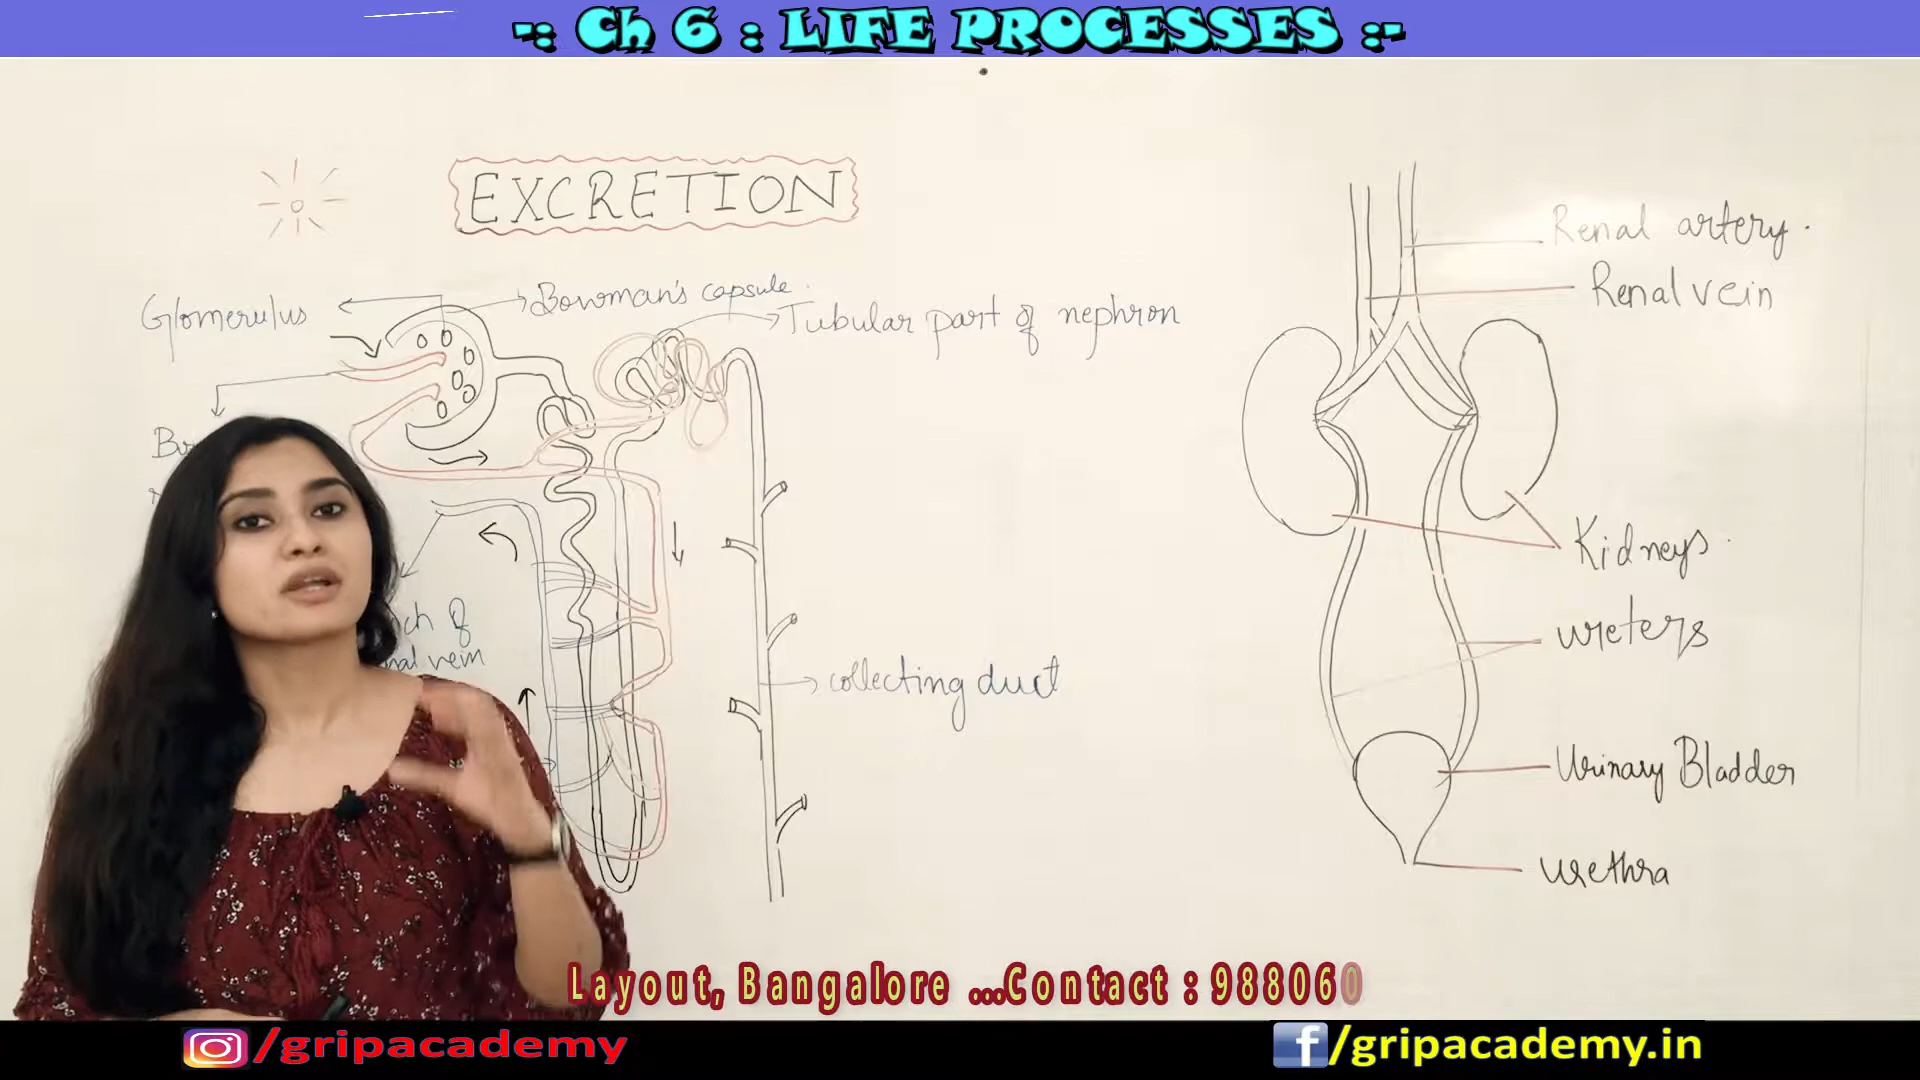 -: Ch 6 : LIFE PROCESSES :-
EXCRETION
Glomerulus
Bowman's capsule.
Tubular part of nephron
Renal artery.
Renal vein
Kidneys
ureters
collecting duct
Urinary Bladder
urethra
Layout, Bangalore ...Contact : 988060
/gripacademy
f/gripacademy.in